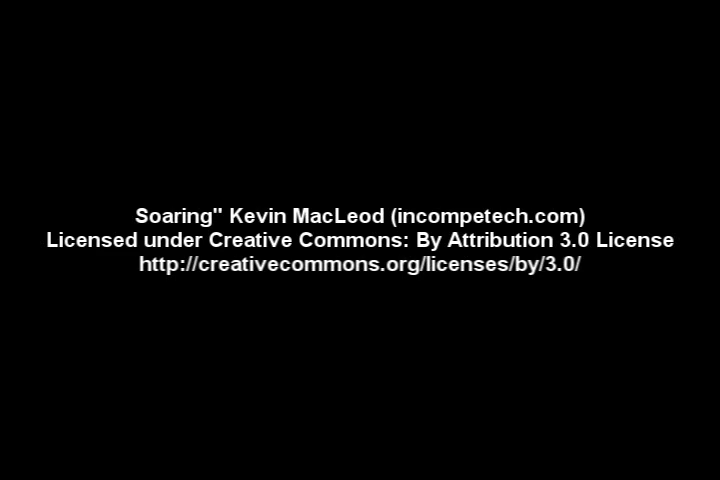 Soaring" Kevin MacLeod (incompetech.com)
Licensed under Creative Commons: By Attribution 3.0 License
http://creativecommons.org/licenses/by/3.0/